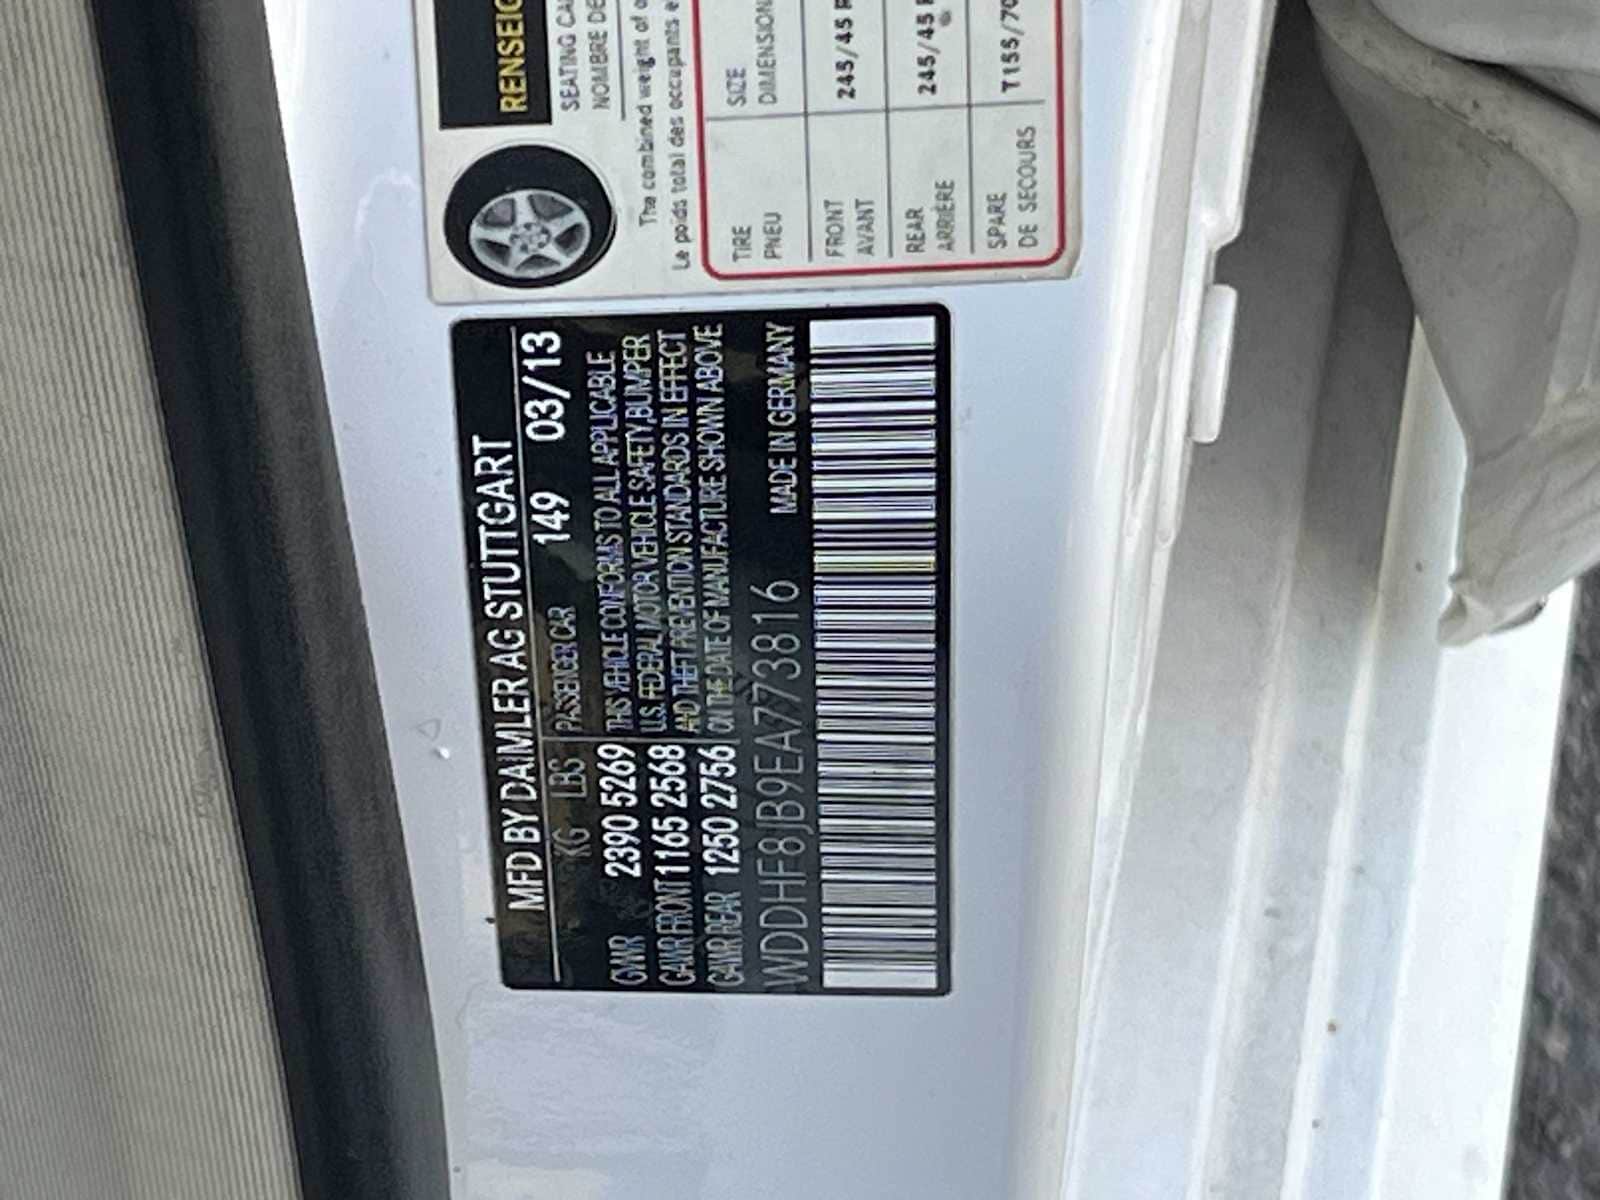 RENSEIG
SEATING CA
NOMBRE DE
The combined weight of o
Le poids total des occupants e
TIRE SIZE
PNEU DIMENSION
FRONT 245/45 R
AVANT
REAR 245/45 R
ARRIÈRE
SPARE T155/70
DE SECOURS
MFD BY DAIMLER AG STUTTGART
KG LBS PASSENGER CAR 149 03/13
GVWR 2390 5269 THIS VEHICLE CONFORMS TO ALL APPLICABLE
U.S. FEDERAL MOTOR VEHICLE SAFETY,BUMPER
GAWR FRONT 1165 2568 AND THEFT PREVENTION STANDARDS IN EFFECT
GAWR REAR 1250 2756 ON THE DATE OF MANUFACTURE SHOWN ABOVE
WDDHF8JB9EA773816 MADE IN GERMANY